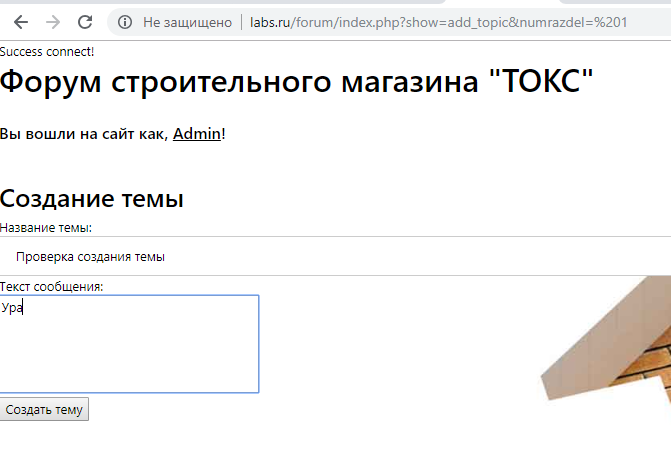 Не защищено labs.ru/forum/index.php?show=add_topic&numrazdel=%201
Success connect!
Форум строительного магазина "ТОКС"
Вы вошли на сайт как, Admin!
Создание темы
Название темы:
Проверка создания темы
Текст сообщения:
Ура
Создать тему